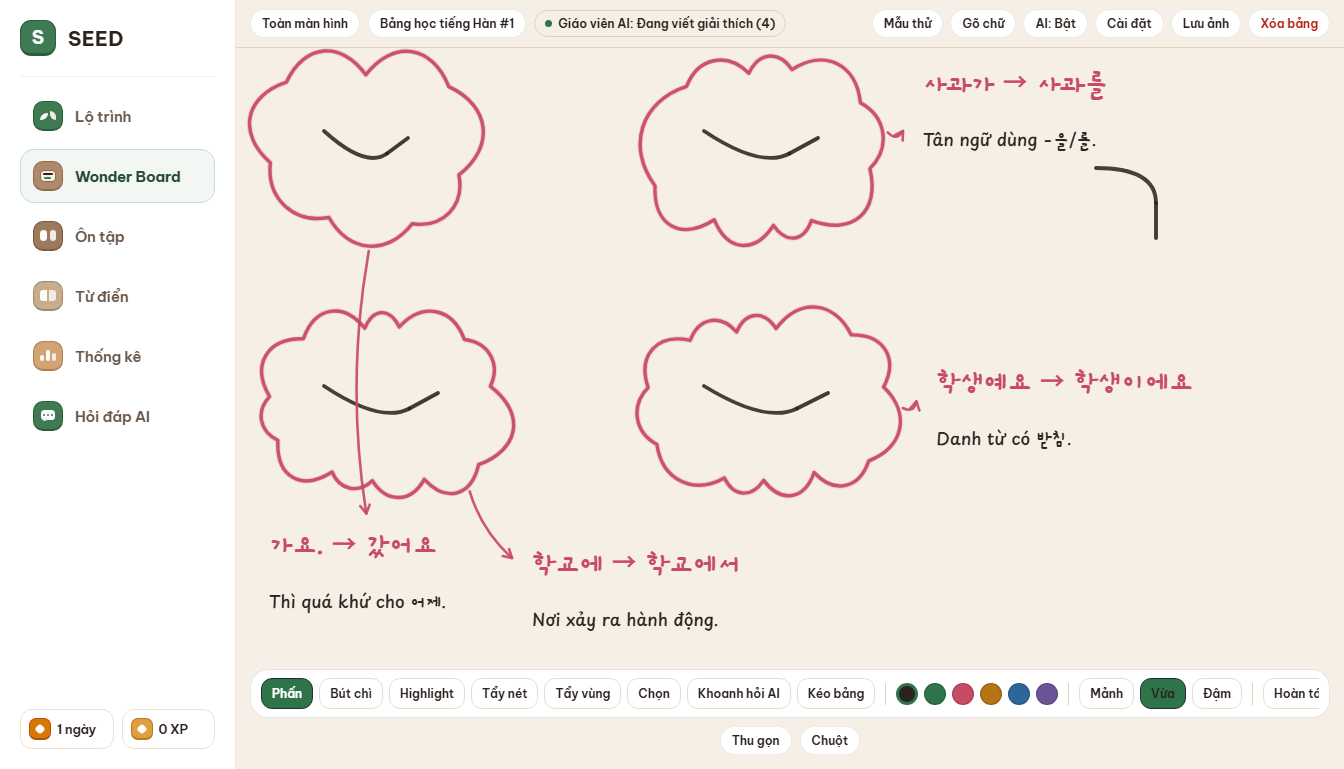 SEED
Lộ trình
Wonder Board
Ôn tập
Từ điển
Thống kê
Hỏi đáp AI
1 ngày
0 XP
Toàn màn hình
Bảng học tiếng Hàn #1
Giáo viên AI: Đang viết giải thích (4)
Mẫu thử
Gõ chữ
AI: Bật
Cài đặt
Lưu ảnh
Xóa bảng
사과가 → 사과를
Tân ngữ dùng -을/를.
학생예요 → 학생이에요
Danh từ có 받침.
가요. → 갔어요
Thì quá khứ cho 어제.
학교에 → 학교에서
Nơi xảy ra hành động.
Phấn
Bút chì
Highlight
Tẩy nét
Tẩy vùng
Chọn
Khoanh hỏi AI
Kéo bảng
Mảnh
Vừa
Đậm
Hoàn tá
Thu gọn
Chuột